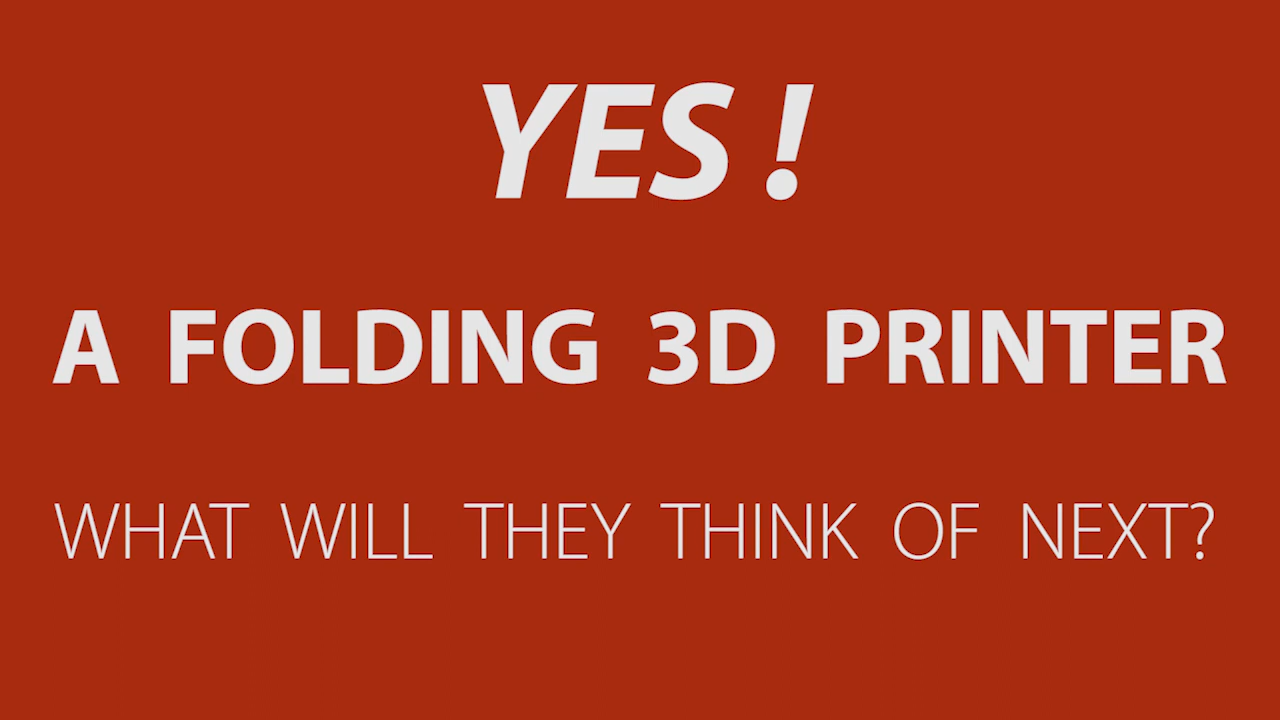 YES !
A FOLDING 3D PRINTER
WHAT WILL THEY THINK OF NEXT?